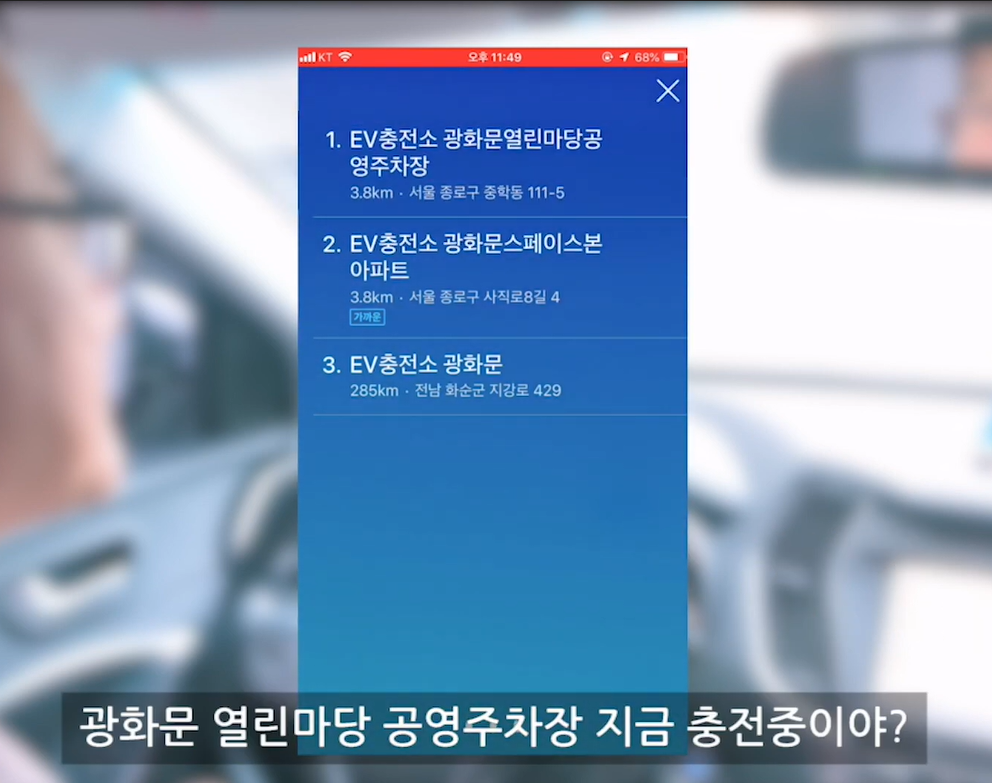 KT 오후 11:49 68%
1. EV충전소 광화문열린마당공
영주차장
3.8km · 서울 종로구 중학동 111-5
2. EV충전소 광화문스페이스본
아파트
3.8km · 서울 종로구 사직로8길 4
가까운
3. EV충전소 광화문
285km · 전남 화순군 지강로 429
광화문 열린마당 공영주차장 지금 충전중이야?